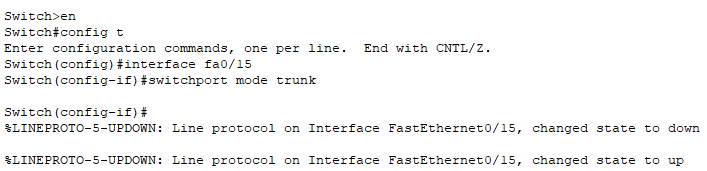 Switch>en
Switch#config t
Enter configuration commands, one per line.  End with CNTL/Z.
Switch(config)#interface fa0/15
Switch(config-if)#switchport mode trunk
Switch(config-if)#
%LINEPROTO-5-UPDOWN: Line protocol on Interface FastEthernet0/15, changed state to down
%LINEPROTO-5-UPDOWN: Line protocol on Interface FastEthernet0/15, changed state to up